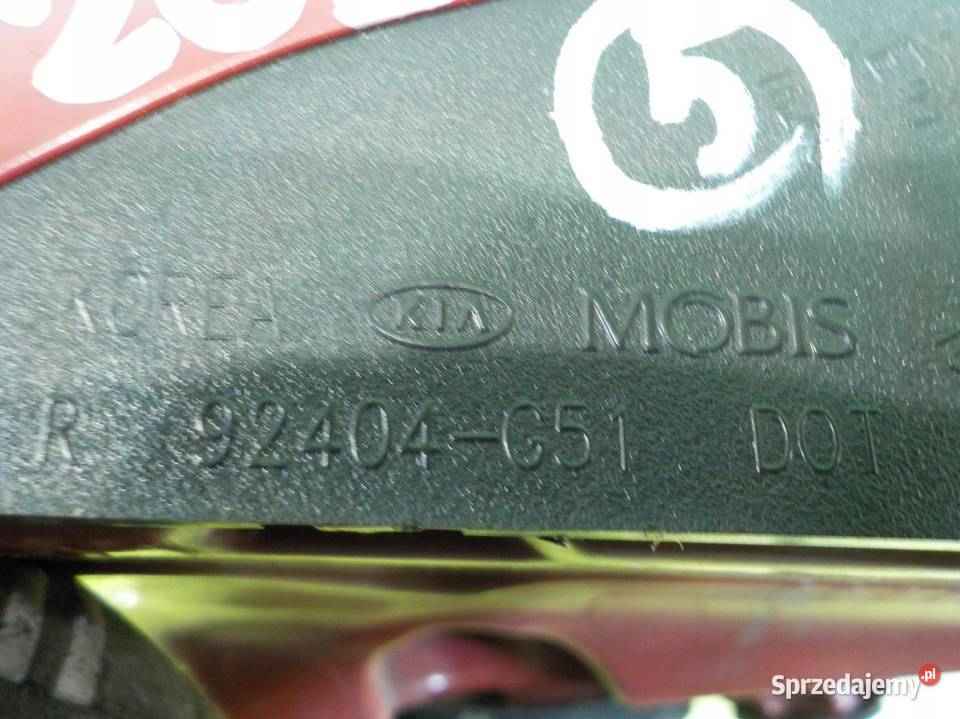 KOREA KIA MOBIS
R 92404-C51 DOT
Sprzedajemy.pl